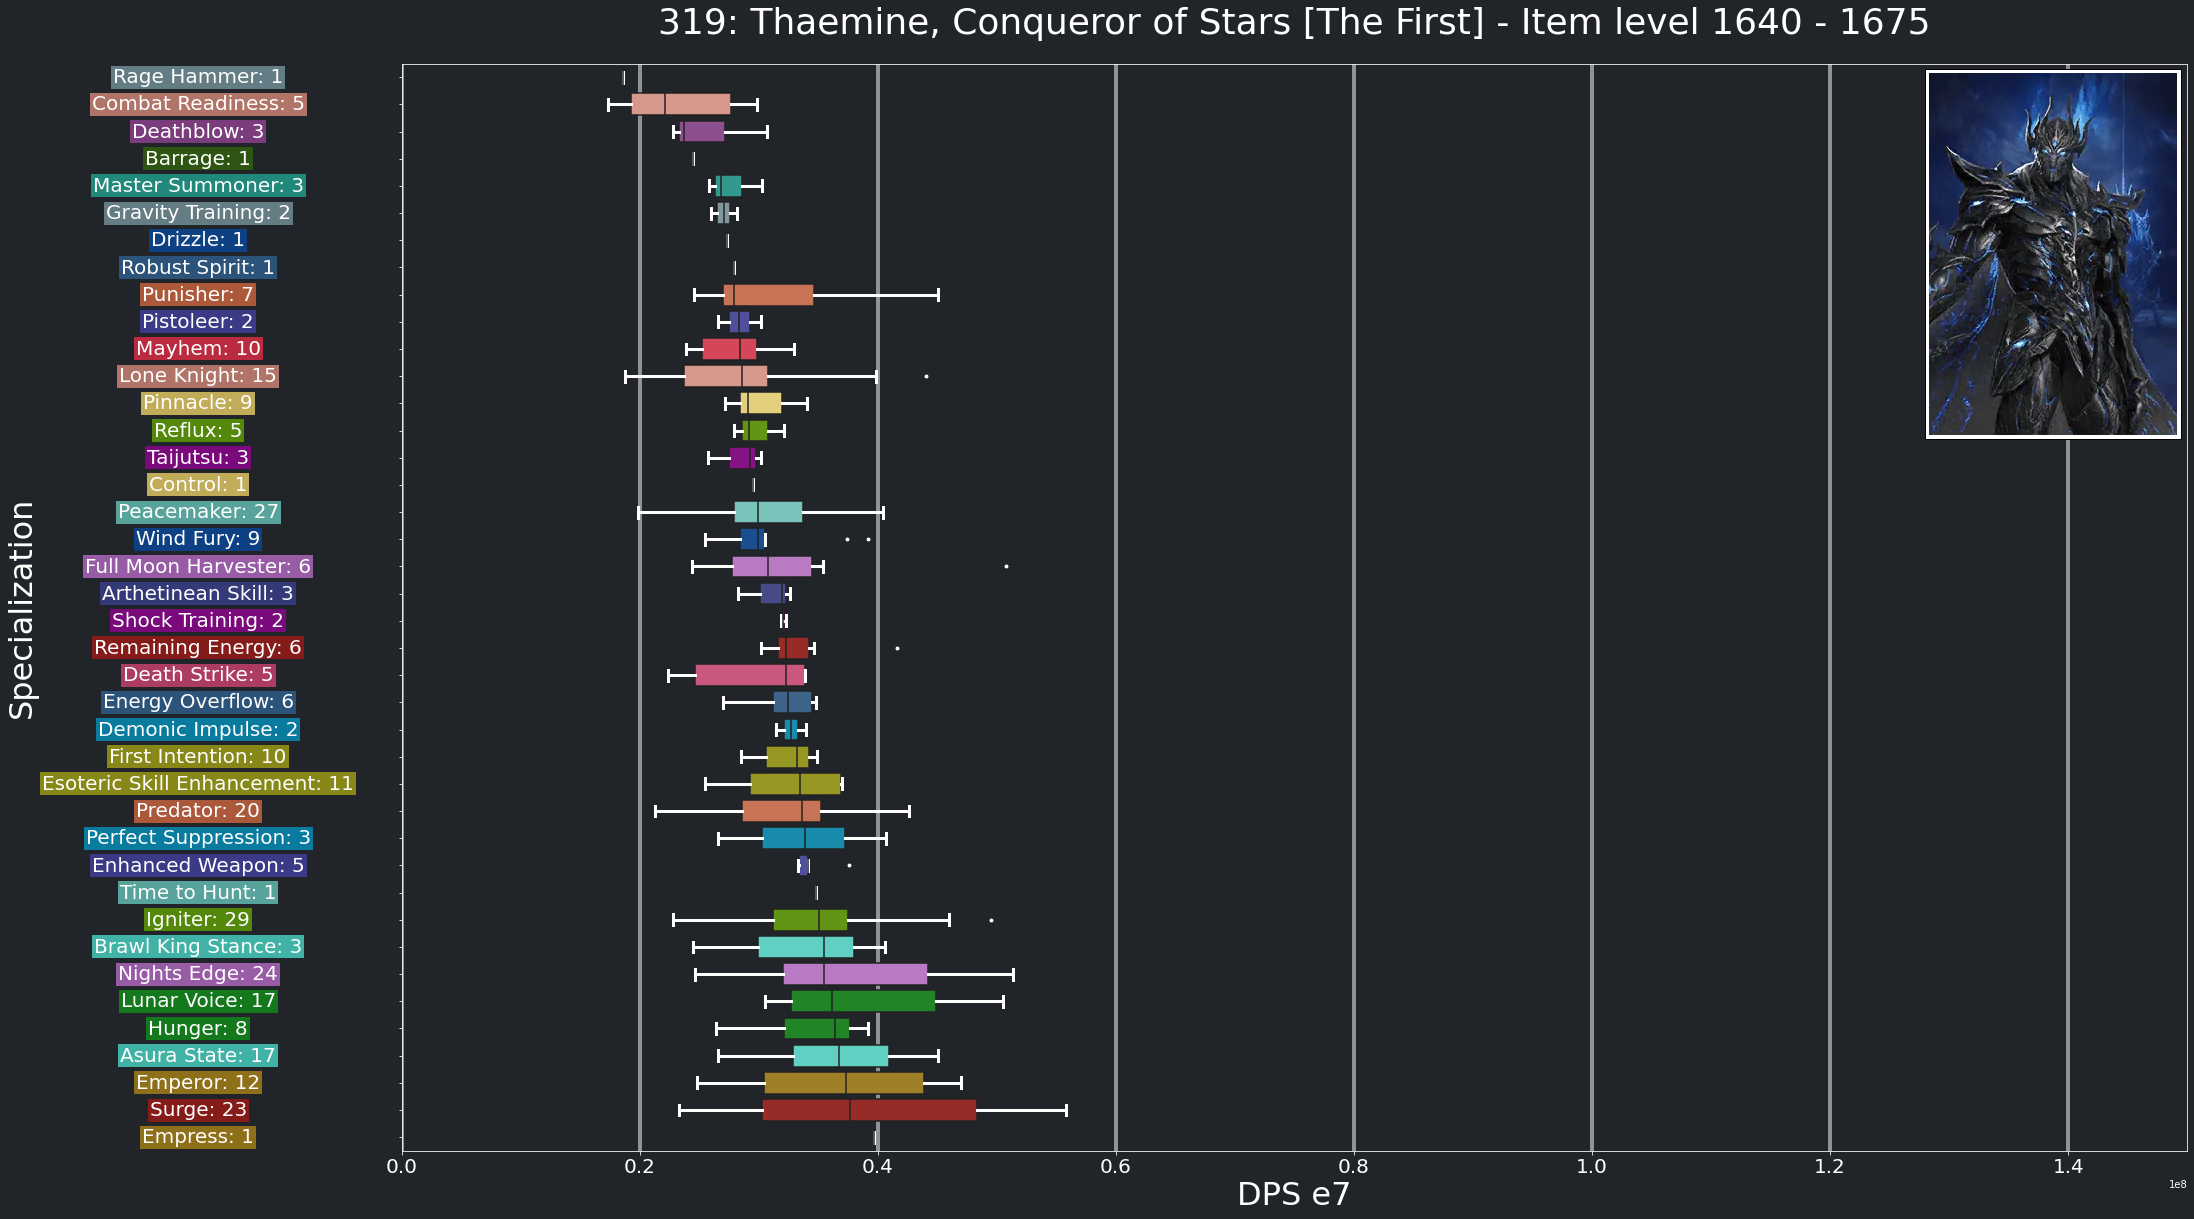 319: Thaemine, Conqueror of Stars [The First] - Item level 1640 - 1675
Rage Hammer: 1
Combat Readiness: 5
Deathblow: 3
Barrage: 1
Master Summoner: 3
Gravity Training: 2
Drizzle: 1
Robust Spirit: 1
Punisher: 7
Pistoleer: 2
Mayhem: 10
Lone Knight: 15
Pinnacle: 9
Reflux: 5
Taijutsu: 3
Control: 1
Peacemaker: 27
Wind Fury: 9
Full Moon Harvester: 6
Arthetinean Skill: 3
Shock Training: 2
Remaining Energy: 6
Death Strike: 5
Energy Overflow: 6
Demonic Impulse: 2
First Intention: 10
Esoteric Skill Enhancement: 11
Predator: 20
Perfect Suppression: 3
Enhanced Weapon: 5
Time to Hunt: 1
Igniter: 29
Brawl King Stance: 3
Nights Edge: 24
Lunar Voice: 17
Hunger: 8
Asura State: 17
Emperor: 12
Surge: 23
Empress: 1
Specialization
0.0 0.2 0.4 0.6 0.8 1.0 1.2 1.4
DPS e7
1e8